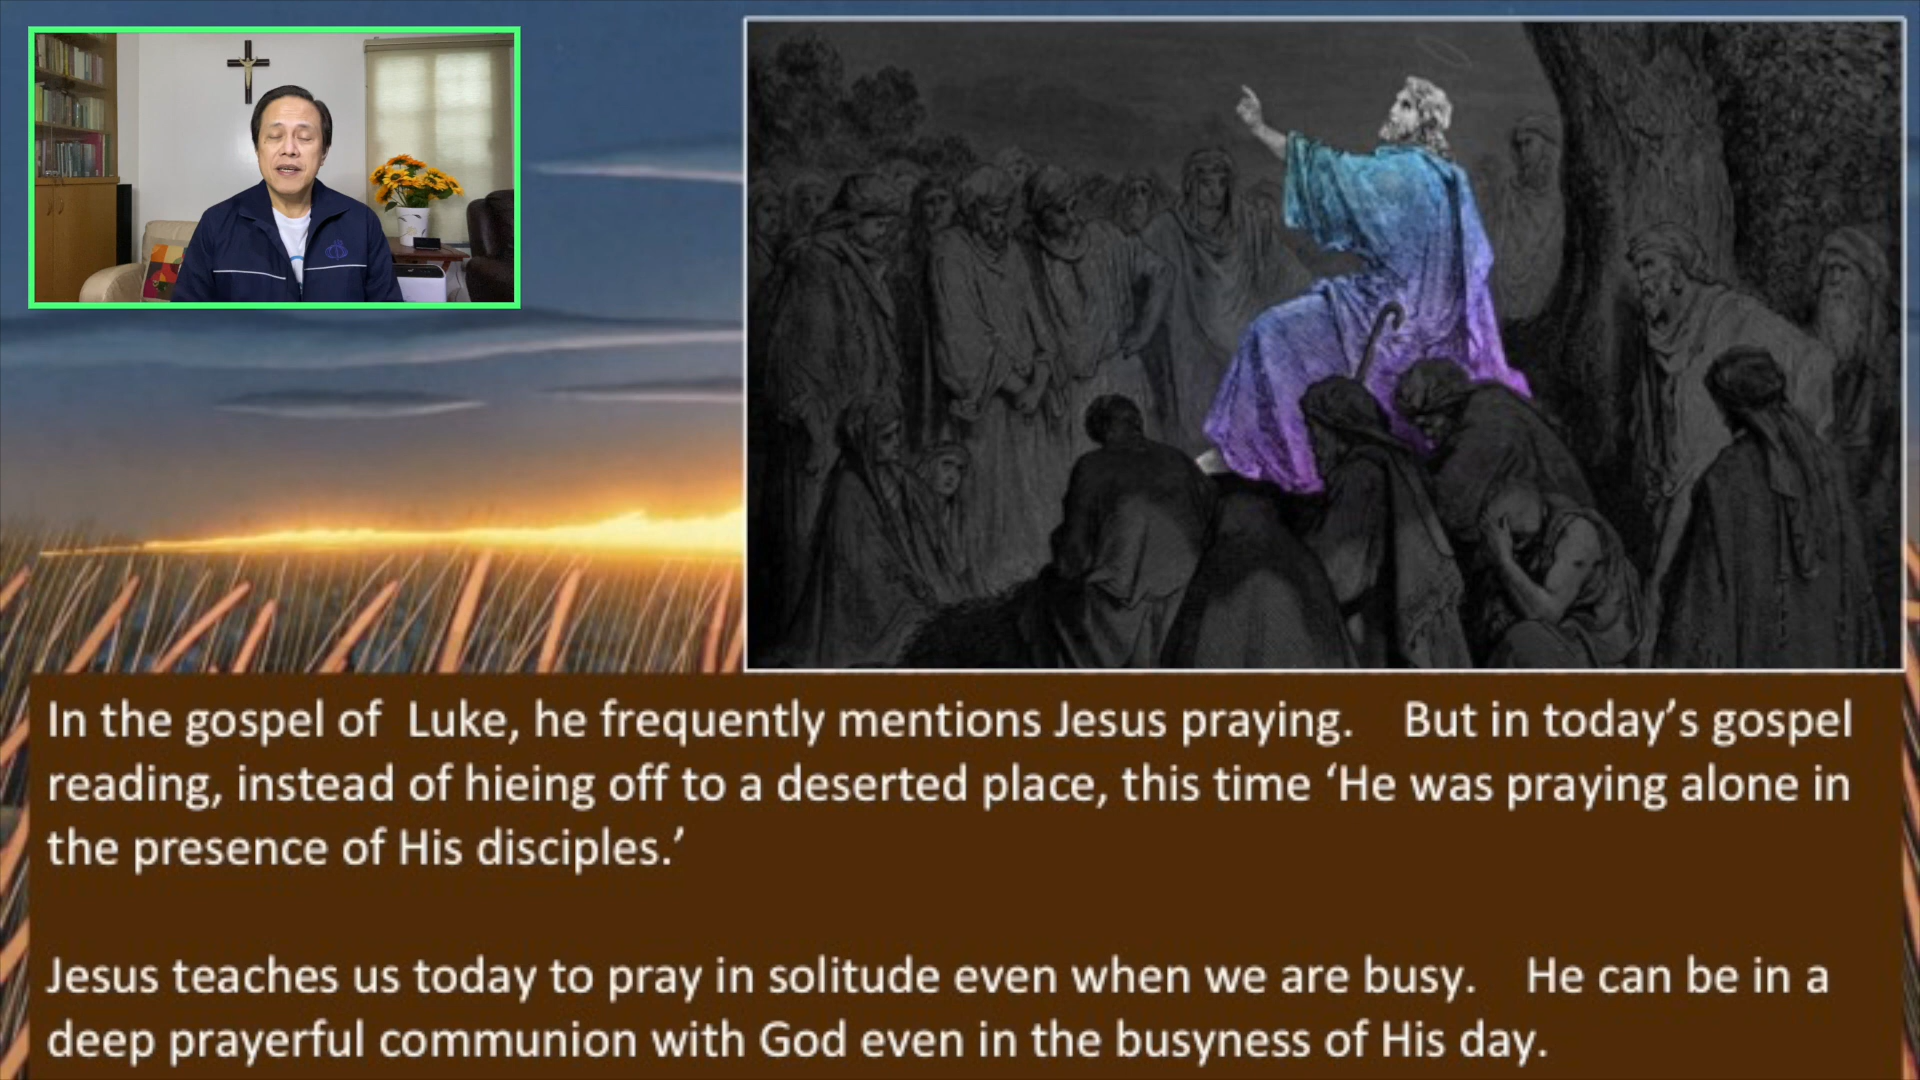 In the gospel of  Luke, he frequently mentions Jesus praying.   But in today’s gospel
reading, instead of hieing off to a deserted place, this time ‘He was praying alone in
the presence of His disciples.’
Jesus teaches us today to pray in solitude even when we are busy.   He can be in a
deep prayerful communion with God even in the busyness of His day.